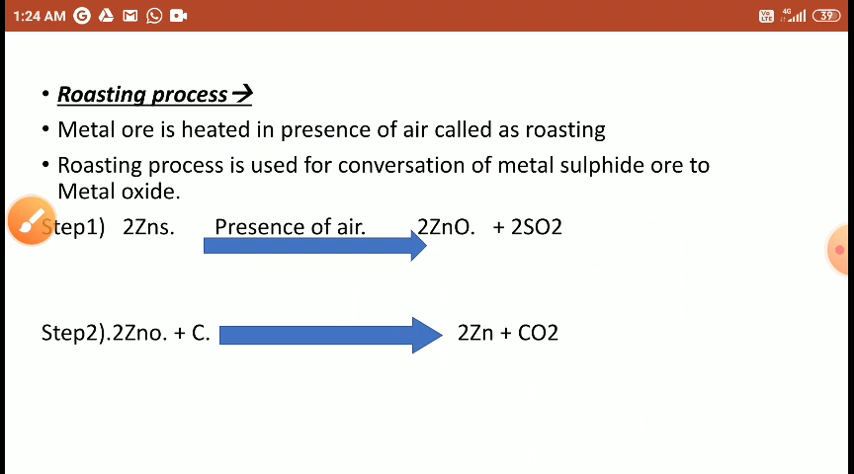 1:24 AM 4G 39
Vo LTE
• Roasting process→
• Metal ore is heated in presence of air called as roasting
• Roasting process is used for conversation of metal sulphide ore to
Metal oxide.
Step1) 2Zns. Presence of air. 2ZnO. + 2SO2
Step2).2Zno. + C. 2Zn + CO2